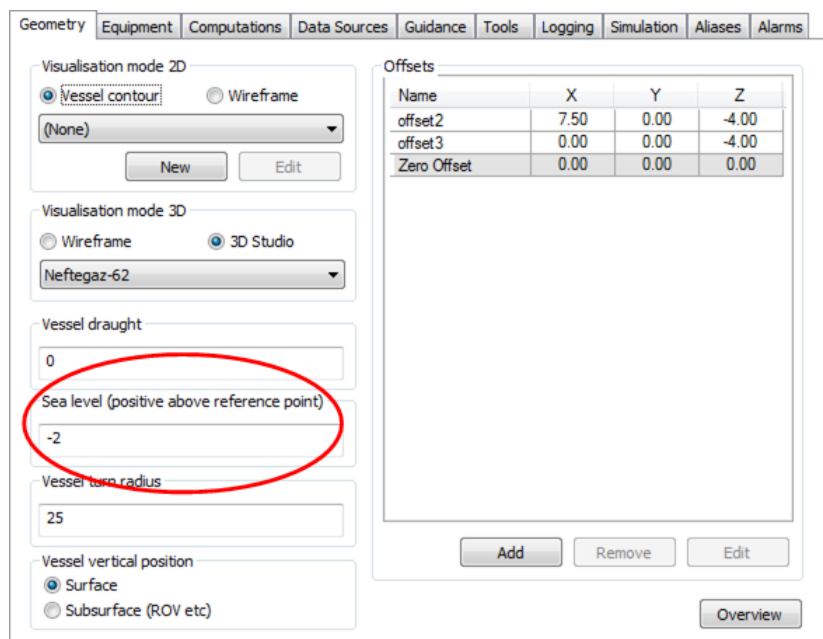 Geometry Equipment Computations Data Sources Guidance Tools Logging Simulation Aliases Alarms
Visualisation mode 2D
Vessel contour Wireframe
(None)
New Edit
Visualisation mode 3D
Wireframe 3D Studio
Neftegaz-62
Vessel draught
0
Sea level (positive above reference point)
-2
Vessel turn radius
25
Vessel vertical position
Surface
Subsurface (ROV etc)
Offsets
Name X Y Z
offset2 7.50 0.00 -4.00
offset3 0.00 0.00 -4.00
Zero Offset 0.00 0.00 0.00
Add Remove Edit
Overview